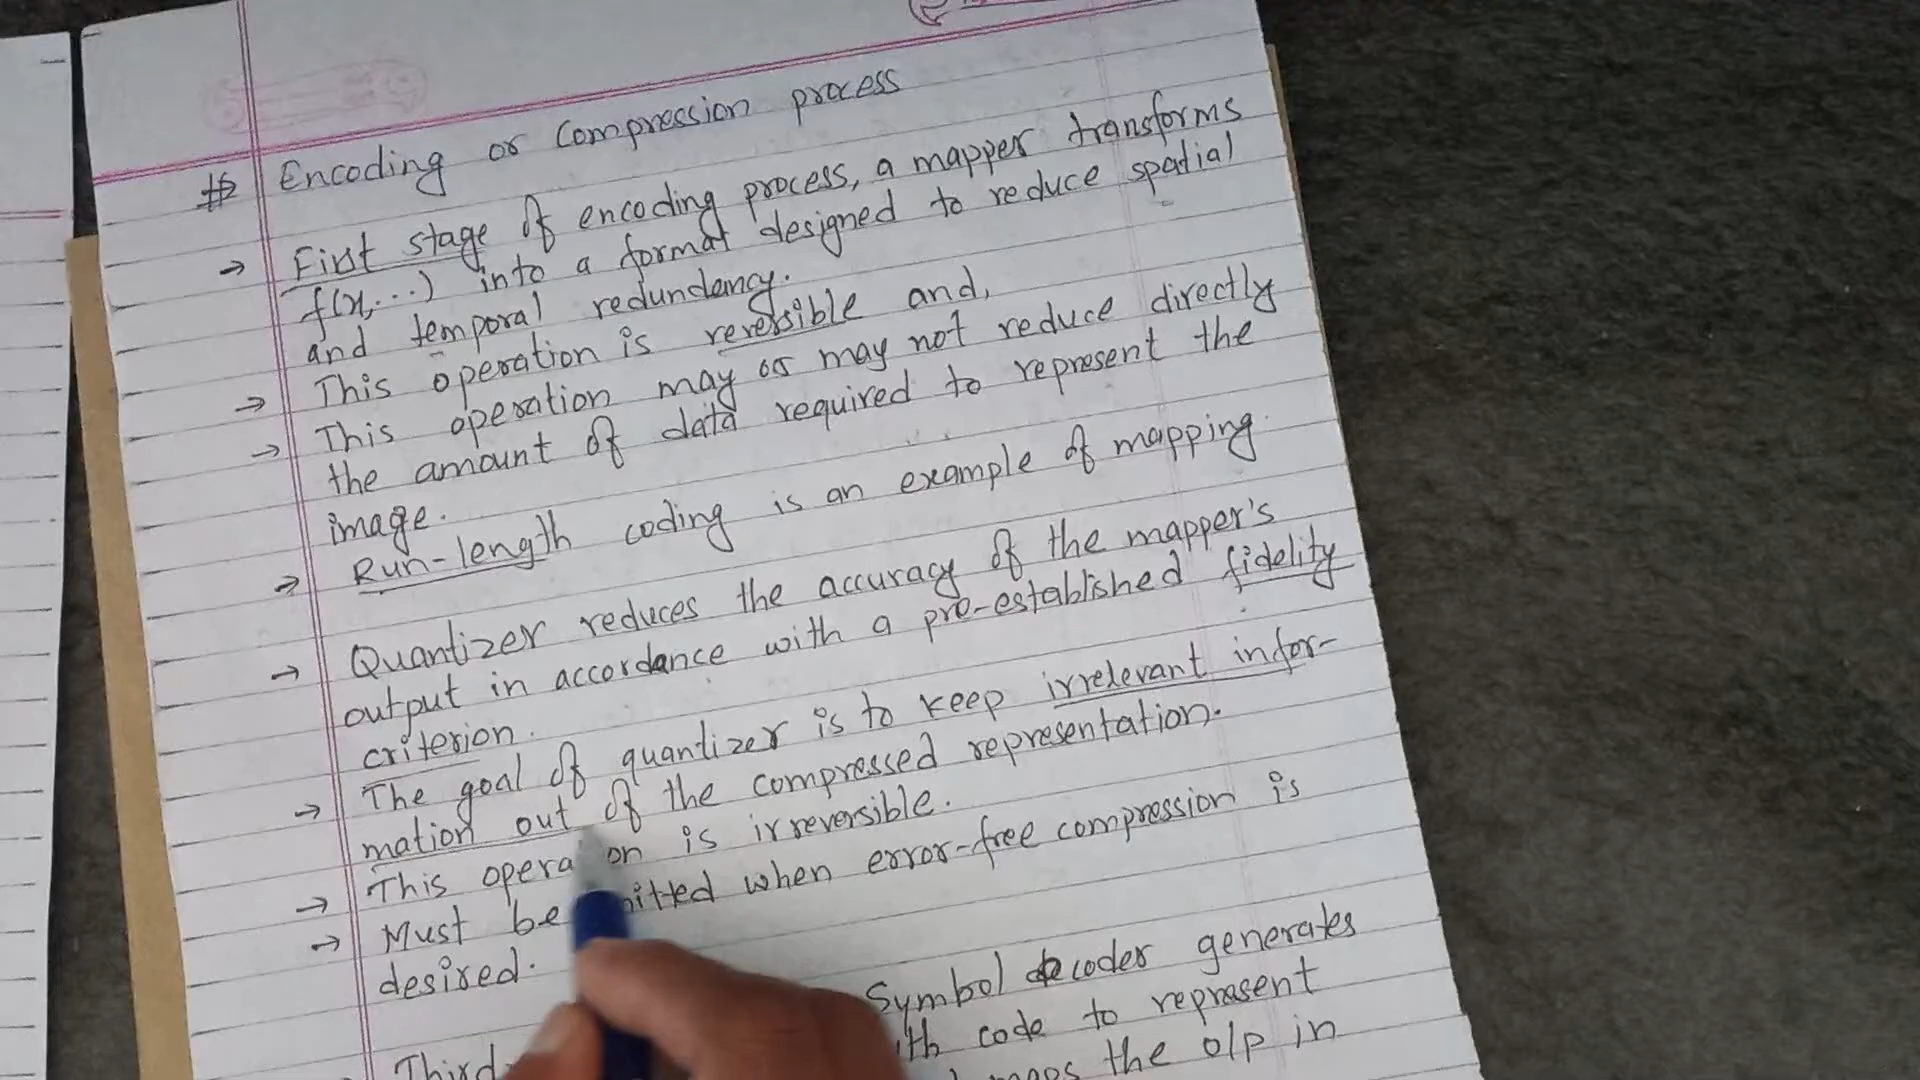 # Encoding or Compression process
→ First stage of encoding process, a mapper transforms
f(x,...) into a format designed to reduce spatial
and temporal redundancy.
→ This operation is reversible and,
→ This operation may or may not reduce directly
the amount of data required to represent the
image.
→ Run-length coding is an example of mapping.
→ Quantizer reduces the accuracy of the mapper's
output in accordance with a pre-established fidelity
criterion.
→ The goal of quantizer is to keep irrelevant infor-
mation out of the compressed representation.
→ This opera on is irreversible.
→ Must be mitted when error-free compression is
desired.
Third Symbol coder generates
ith code to represent
maps the o/p in